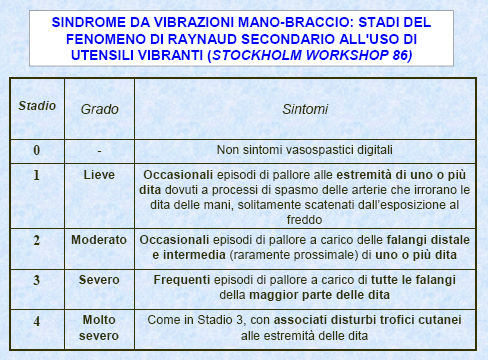 SINDROME DA VIBRAZIONI MANO-BRACCIO: STADI DEL
FENOMENO DI RAYNAUD SECONDARIO ALL'USO DI
UTENSILI VIBRANTI (STOCKHOLM WORKSHOP 86)
Stadio Grado Sintomi
0 - Non sintomi vasospastici digitali
1 Lieve Occasionali episodi di pallore alle estremità di uno o più
dita dovuti a processi di spasmo delle arterie che irrorano le
dita delle mani, solitamente scatenati dall'esposizione al
freddo
2 Moderato Occasionali episodi di pallore a carico delle falangi distale
e intermedia (raramente prossimale) di uno o più dita
3 Severo Frequenti episodi di pallore a carico di tutte le falangi
della maggior parte delle dita
4 Molto severo Come in Stadio 3, con associati disturbi trofici cutanei
alle estremità delle dita